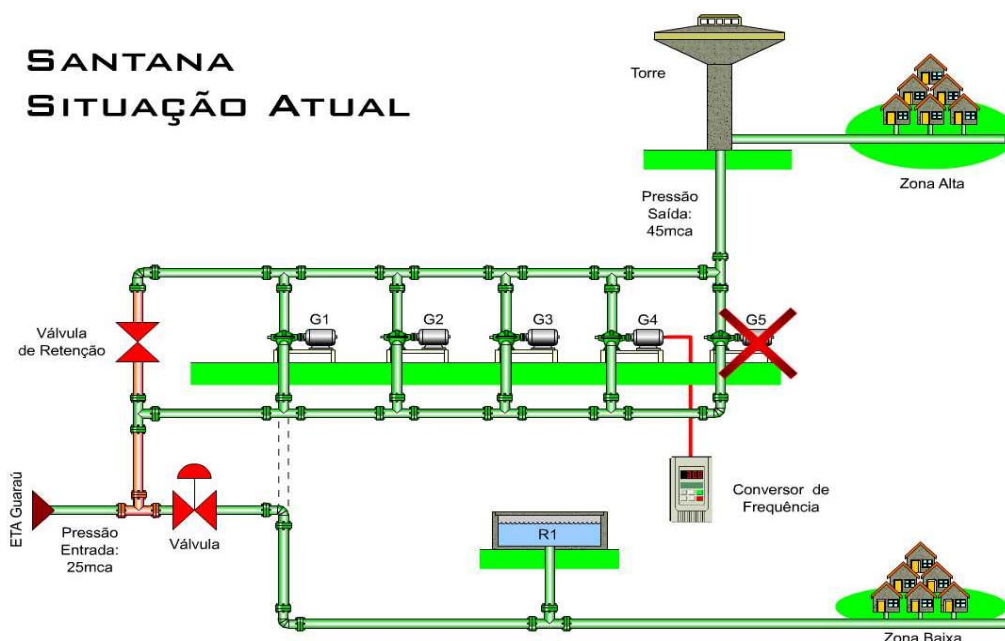 SANTANA
SITUAÇÃO ATUAL
Torre
Zona Alta
Pressão
Saída:
45mca
Válvula
de Retenção
G1
G2
G3
G4
G5
ETA Guaraú
Pressão
Entrada:
25mca
Válvula
R1
Conversor de
Frequência
Zona Baixa